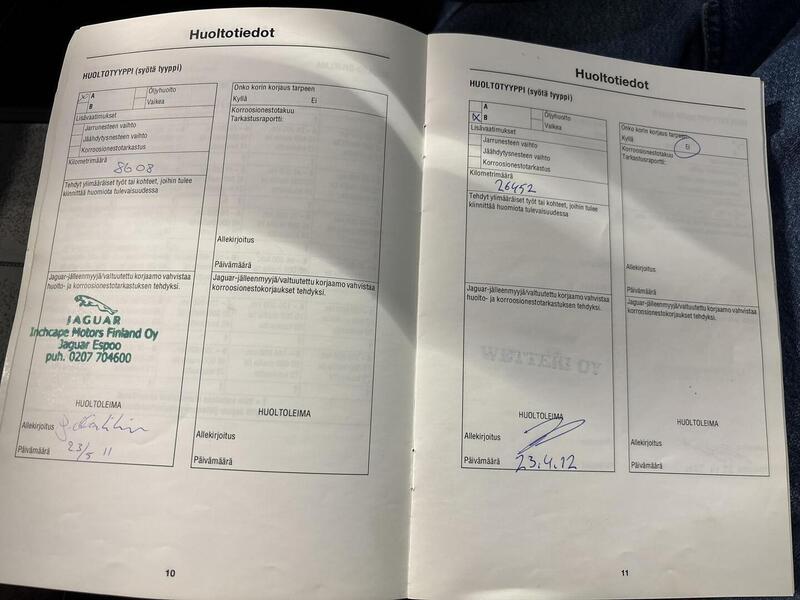 Huoltotiedot
HUOLTOTYYPPI (syötä tyyppi)
A
B
Öljyhuolto
Vaikea
Lisävaatimukset
Jarrunesteen vaihto
Jäähdytysnesteen vaihto
Korroosionestotarkastus
Kilometrimäärä
8608
Tehdyt ylimääräiset työt tai kohteet, joihin tulee
kiinnittää huomiota tulevaisuudessa
Jaguar-jälleenmyyjä/valtuutettu korjaamo vahvistaa
huolto- ja korroosionestotarkastuksen tehdyksi.
JAGUAR
Inchcape Motors Finland Oy
Jaguar Espoo
puh. 0207 704600
HUOLTOLEIMA
Allekirjoitus
Päivämäärä 23/5 11
Onko korin korjaus tarpeen
Kyllä Ei
Korroosionestotakuu
Tarkastusraportti:
Allekirjoitus
Päivämäärä
Jaguar-jälleenmyyjä/valtuutettu korjaamo vahvistaa
korroosionestokorjaukset tehdyksi.
HUOLTOLEIMA
Allekirjoitus
Päivämäärä
10
Huoltotiedot
HUOLTOTYYPPI (syötä tyyppi)
A
B
Öljyhuolto
Vaikea
Lisävaatimukset
Jarrunesteen vaihto
Jäähdytysnesteen vaihto
Korroosionestotarkastus
Kilometrimäärä
26452
Tehdyt ylimääräiset työt tai kohteet, joihin tulee
kiinnittää huomiota tulevaisuudessa
Jaguar-jälleenmyyjä/valtuutettu korjaamo vahvistaa
huolto- ja korroosionestotarkastuksen tehdyksi.
WETTERI OY
HUOLTOLEIMA
Allekirjoitus
Päivämäärä 23.4.12
Onko korin korjaus tarpeen
Kyllä Ei
Korroosionestotakuu
Tarkastusraportti:
Allekirjoitus
Päivämäärä
Jaguar-jälleenmyyjä/valtuutettu korjaamo vahvistaa
korroosionestokorjaukset tehdyksi.
HUOLTOLEIMA
Allekirjoitus
Päivämäärä
11